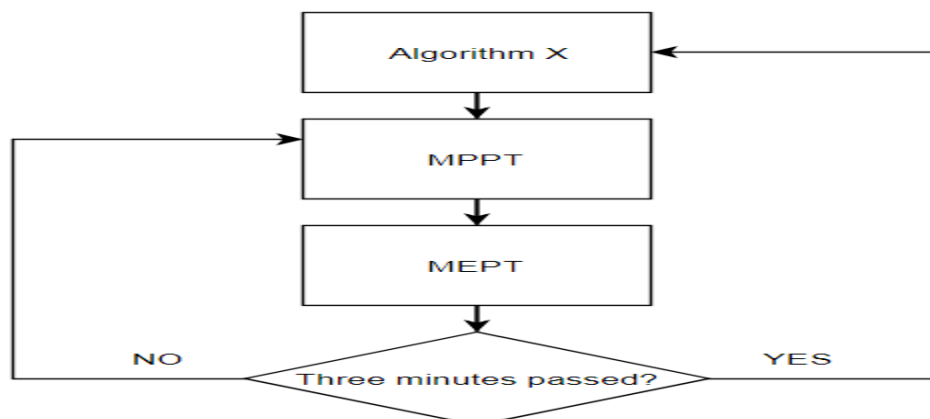 Algorithm X
MPPT
MEPT
NO
YES
Three minutes passed?